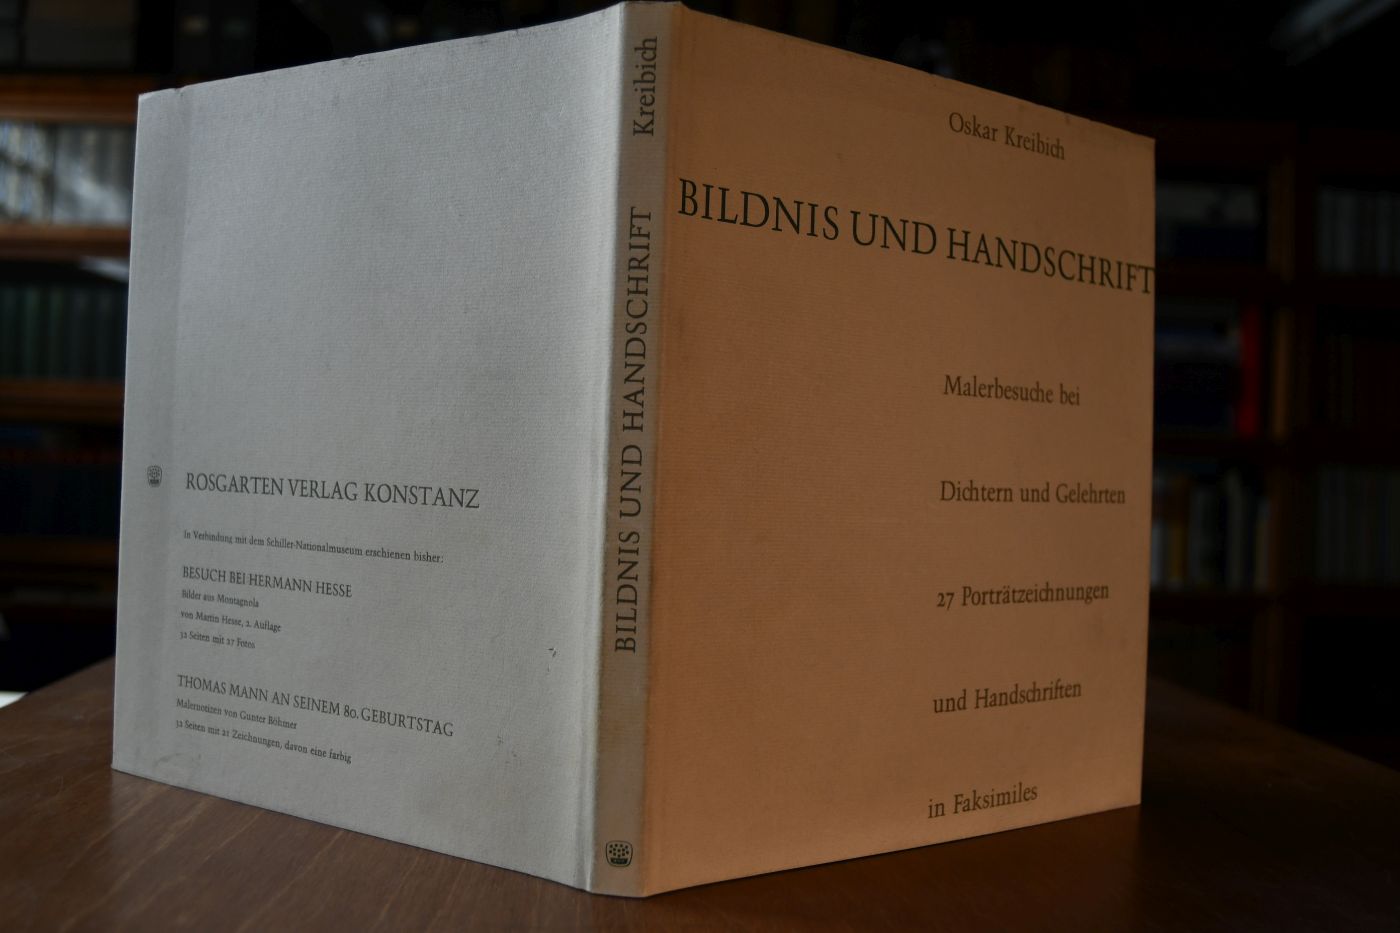 ROSGARTEN VERLAG KONSTANZ
In Verbindung mit dem Schiller-Nationalmuseum erschienen bisher:
BESUCH BEI HERMANN HESSE
Bilder aus Montagnola
von Martin Hesse, 2. Auflage
32 Seiten mit 27 Fotos
THOMAS MANN AN SEINEM 80. GEBURTSTAG
Malernotizen von Gunter Böhmer
32 Seiten mit 21 Zeichnungen, davon eine farbig
BILDNIS UND HANDSCHRIFT Kreibich
Oskar Kreibich
BILDNIS UND HANDSCHRIFT
Malerbesuche bei
Dichtern und Gelehrten
27 Porträtzeichnungen
und Handschriften
in Faksimiles